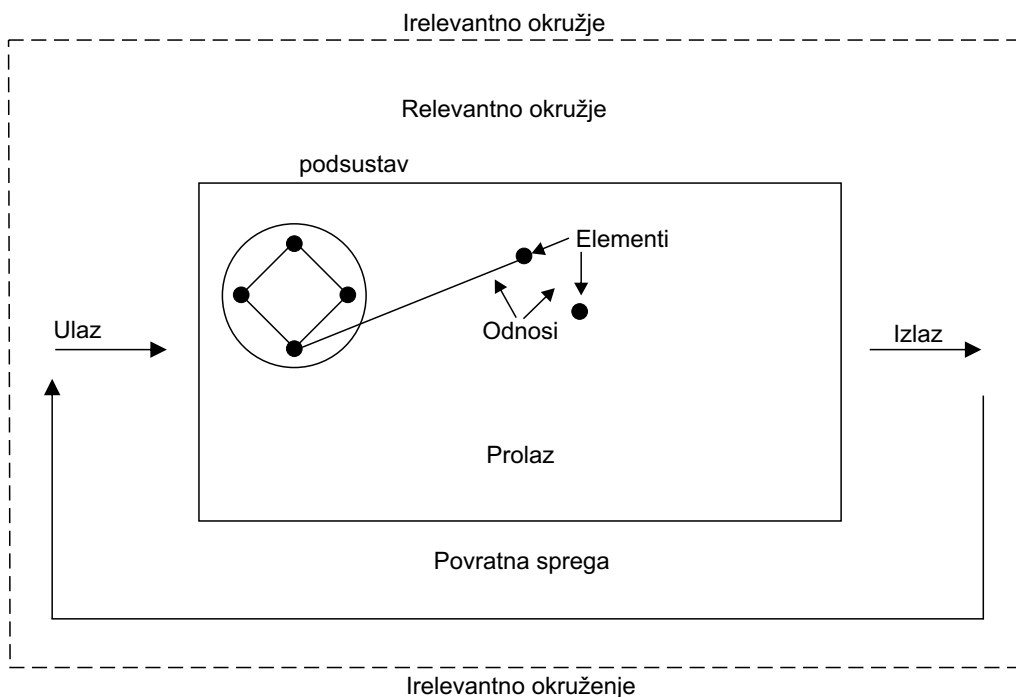 Irelevantno okružje
Relevantno okružje
podsustav
Elementi
Odnosi
Ulaz
Izlaz
Prolaz
Povratna sprega
Irelevantno okruženje